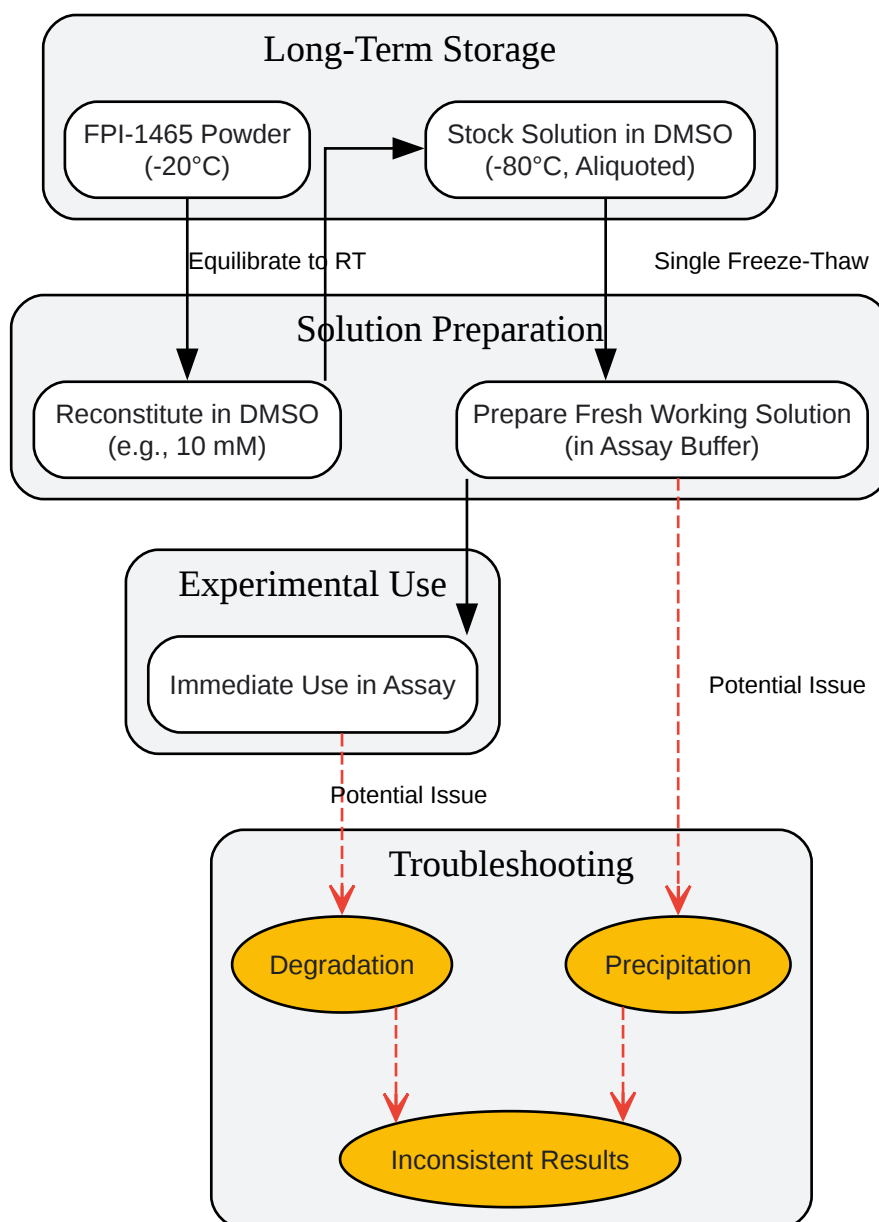 Long-Term Storage
FPI-1465 Powder
(-20°C)
Stock Solution in DMSO
(-80°C, Aliquoted)
Equilibrate to RT
Single Freeze-Thaw
Solution Preparation
Reconstitute in DMSO
(e.g., 10 mM)
Prepare Fresh Working Solution
(in Assay Buffer)
Experimental Use
Immediate Use in Assay
Potential Issue
Potential Issue
Troubleshooting
Degradation
Precipitation
Inconsistent Results